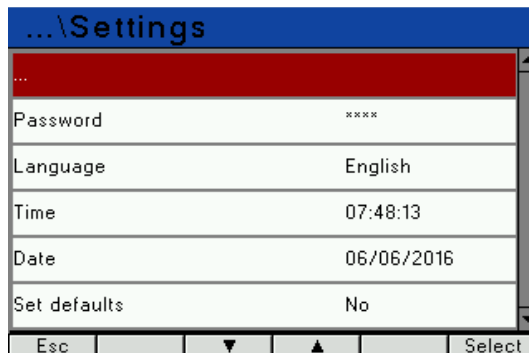 ...\Settings
...
Password ****
Language English
Time 07:48:13
Date 06/06/2016
Set defaults No
Esc ▼ ▲ Select